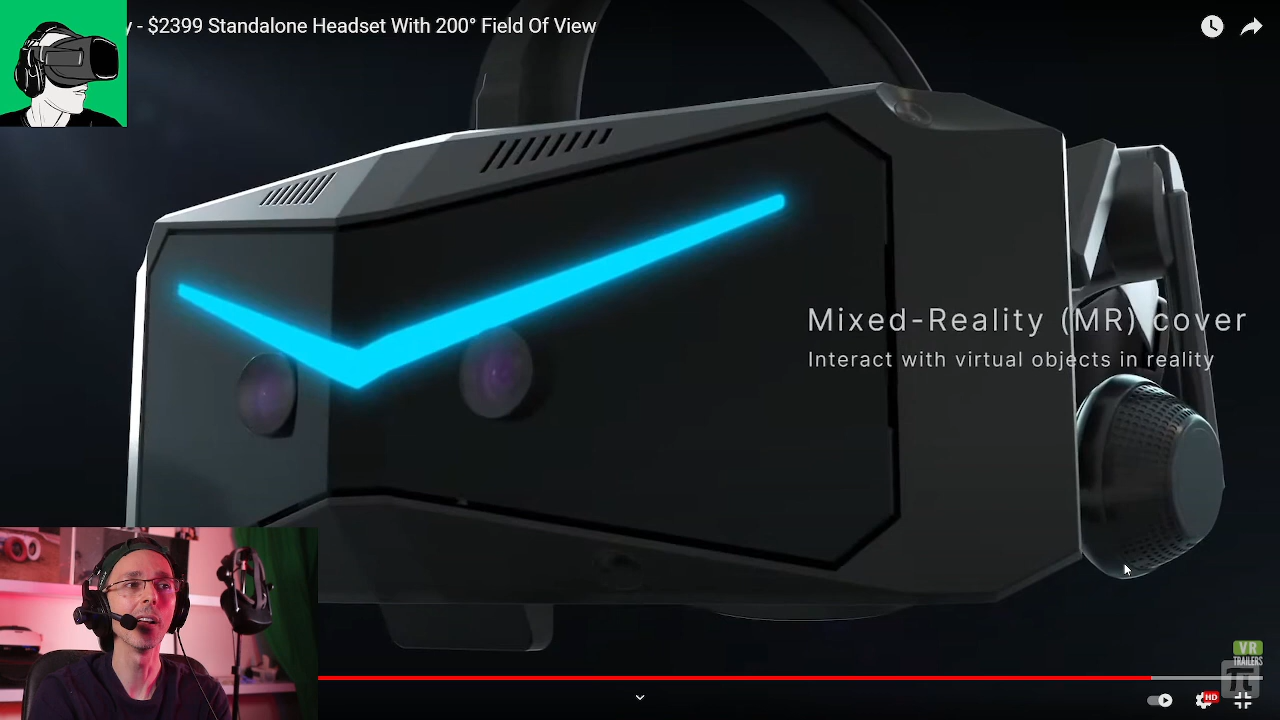 y - $2399 Standalone Headset With 200° Field Of View
Mixed-Reality (MR) cover
Interact with virtual objects in reality
VR
TRAILERS
HD